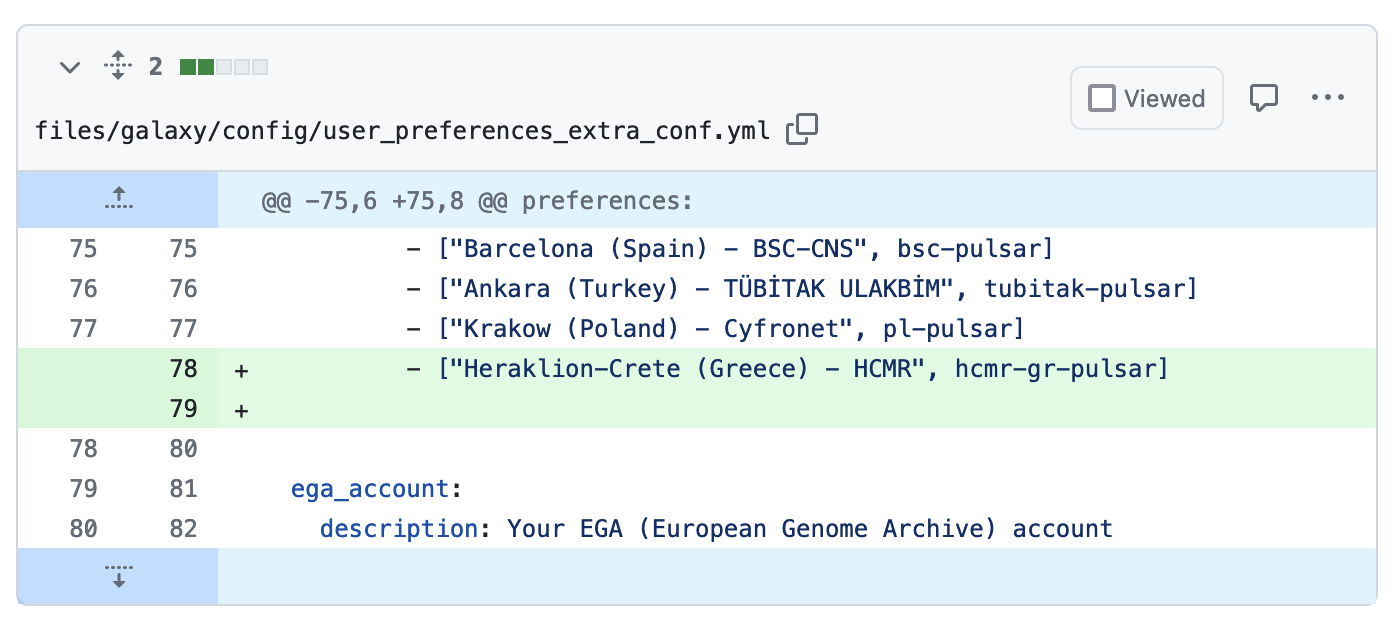 2
files/galaxy/config/user_preferences_extra_conf.yml
Viewed
@@ -75,6 +75,8 @@ preferences:
75 75 - ["Barcelona (Spain) - BSC-CNS", bsc-pulsar]
76 76 - ["Ankara (Turkey) - TÜBİTAK ULAKBİM", tubitak-pulsar]
77 77 - ["Krakow (Poland) - Cyfronet", pl-pulsar]
78 + - ["Heraklion-Crete (Greece) - HCMR", hcmr-gr-pulsar]
79 +
78 80
79 81 ega_account:
80 82 description: Your EGA (European Genome Archive) account